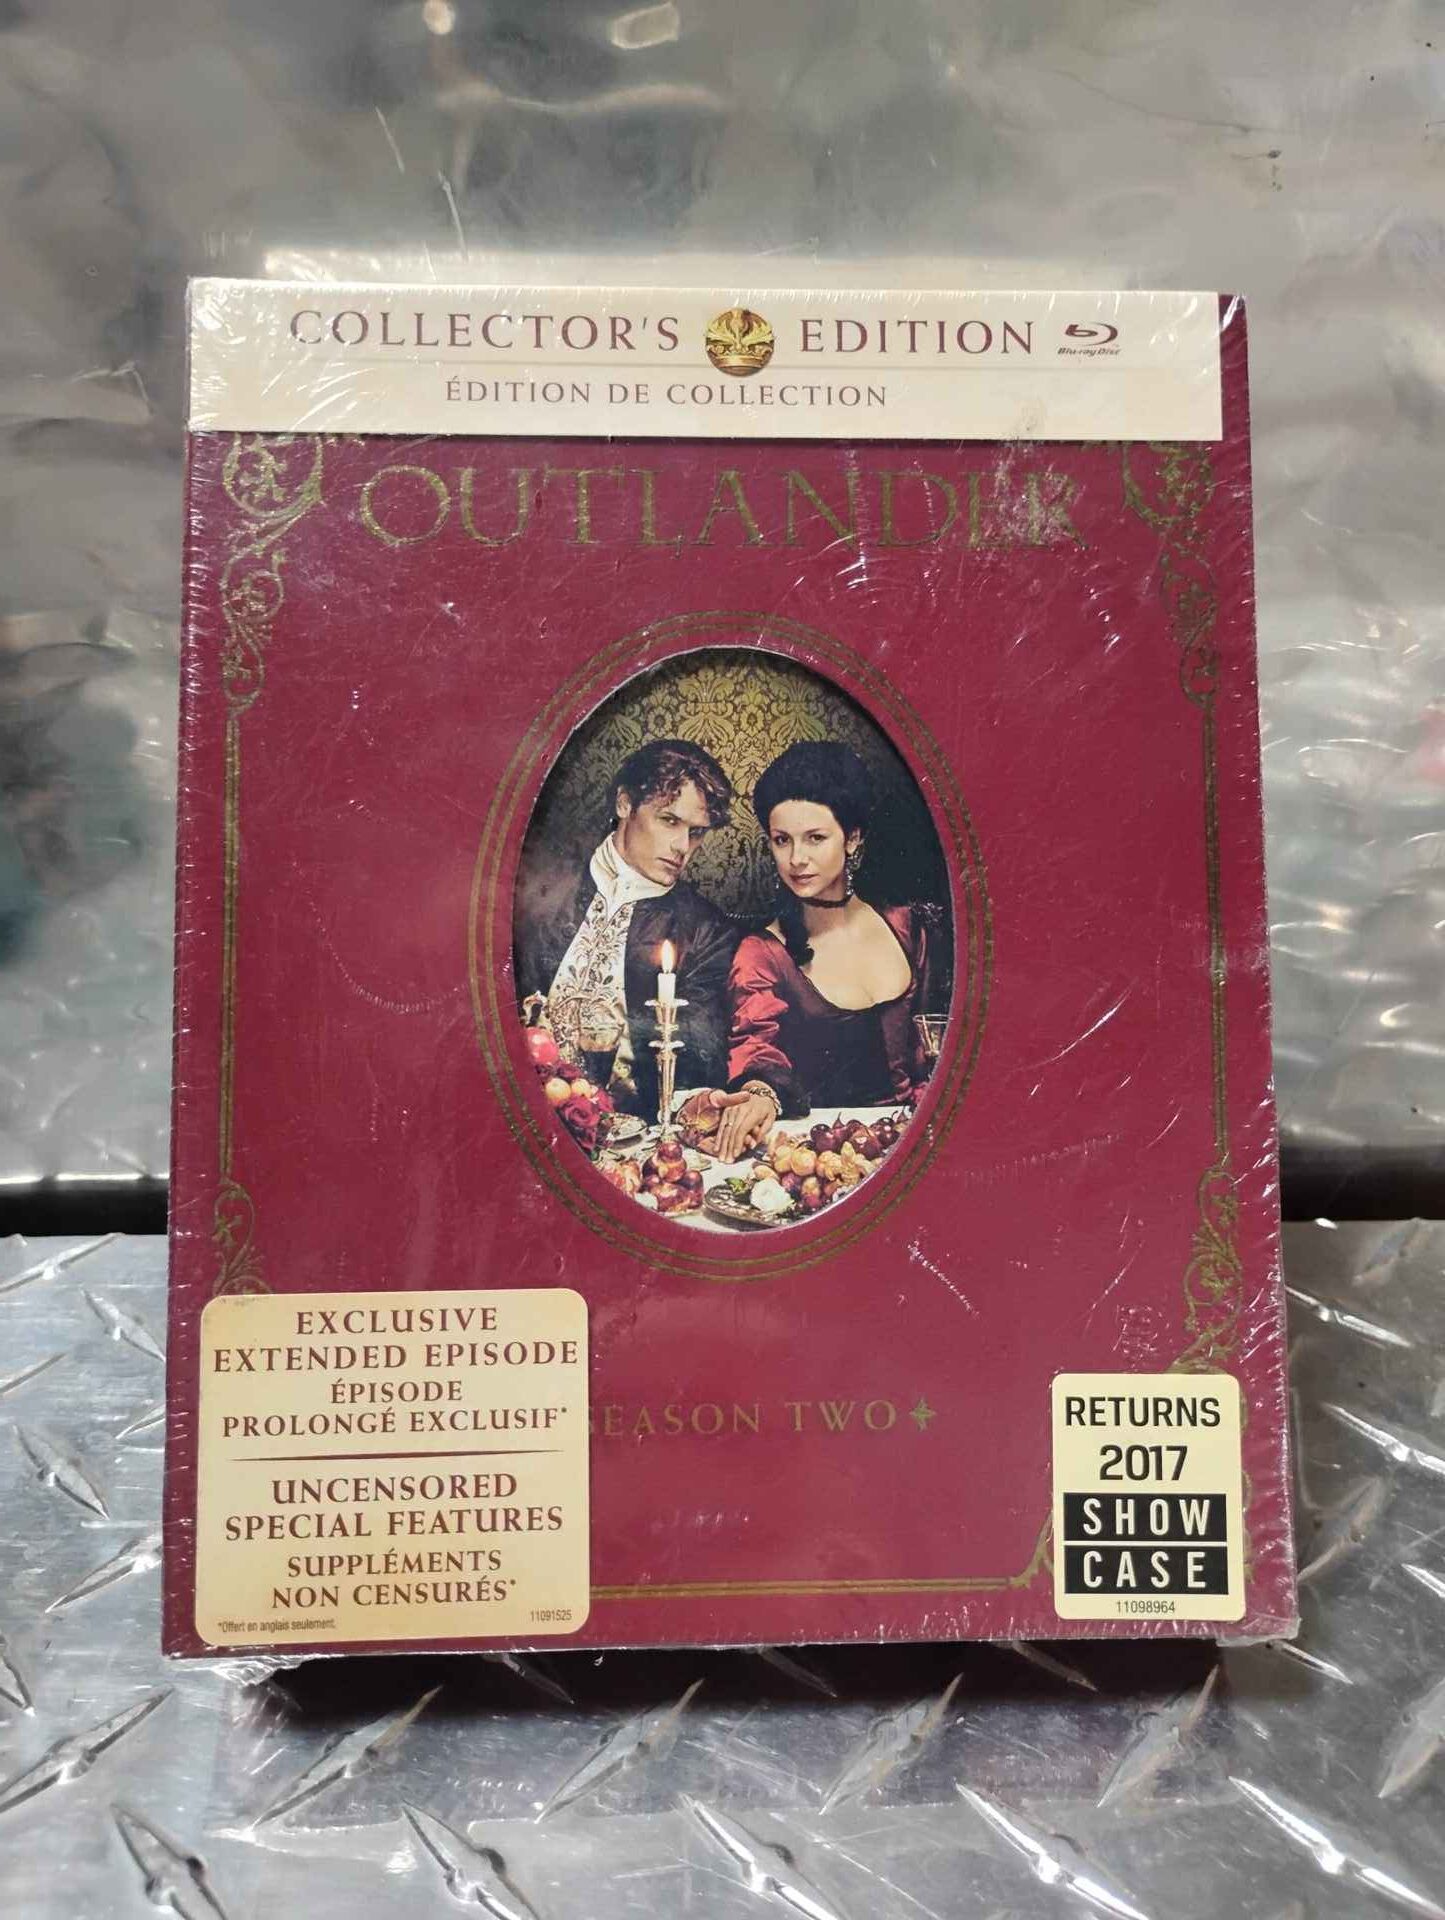 COLLECTOR'S EDITION Blu-ray Disc
ÉDITION DE COLLECTION
OUTLANDER
EXCLUSIVE
EXTENDED EPISODE
ÉPISODE
PROLONGÉ EXCLUSIF*
UNCENSORED
SPECIAL FEATURES
SUPPLÉMENTS
NON CENSURÉS*
*Offert en anglais seulement.
11091525
SEASON TWO
RETURNS
2017
SHOW
CASE
11098964